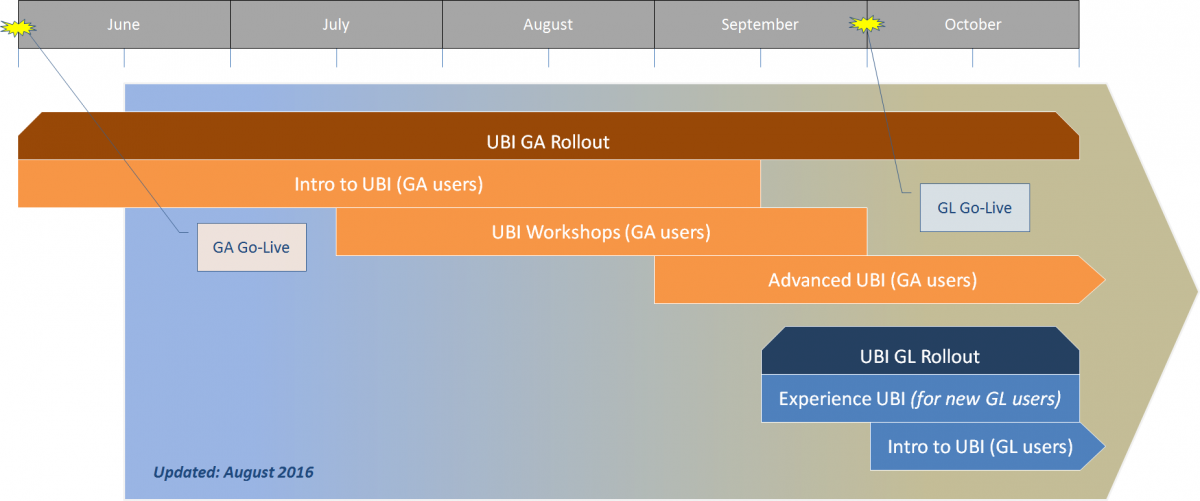 June
July
August
September
October
UBI GA Rollout
Intro to UBI (GA users)
GL Go-Live
UBI Workshops (GA users)
GA Go-Live
Advanced UBI (GA users)
UBI GL Rollout
Experience UBI (for new GL users)
Intro to UBI (GL users)
Updated: August 2016